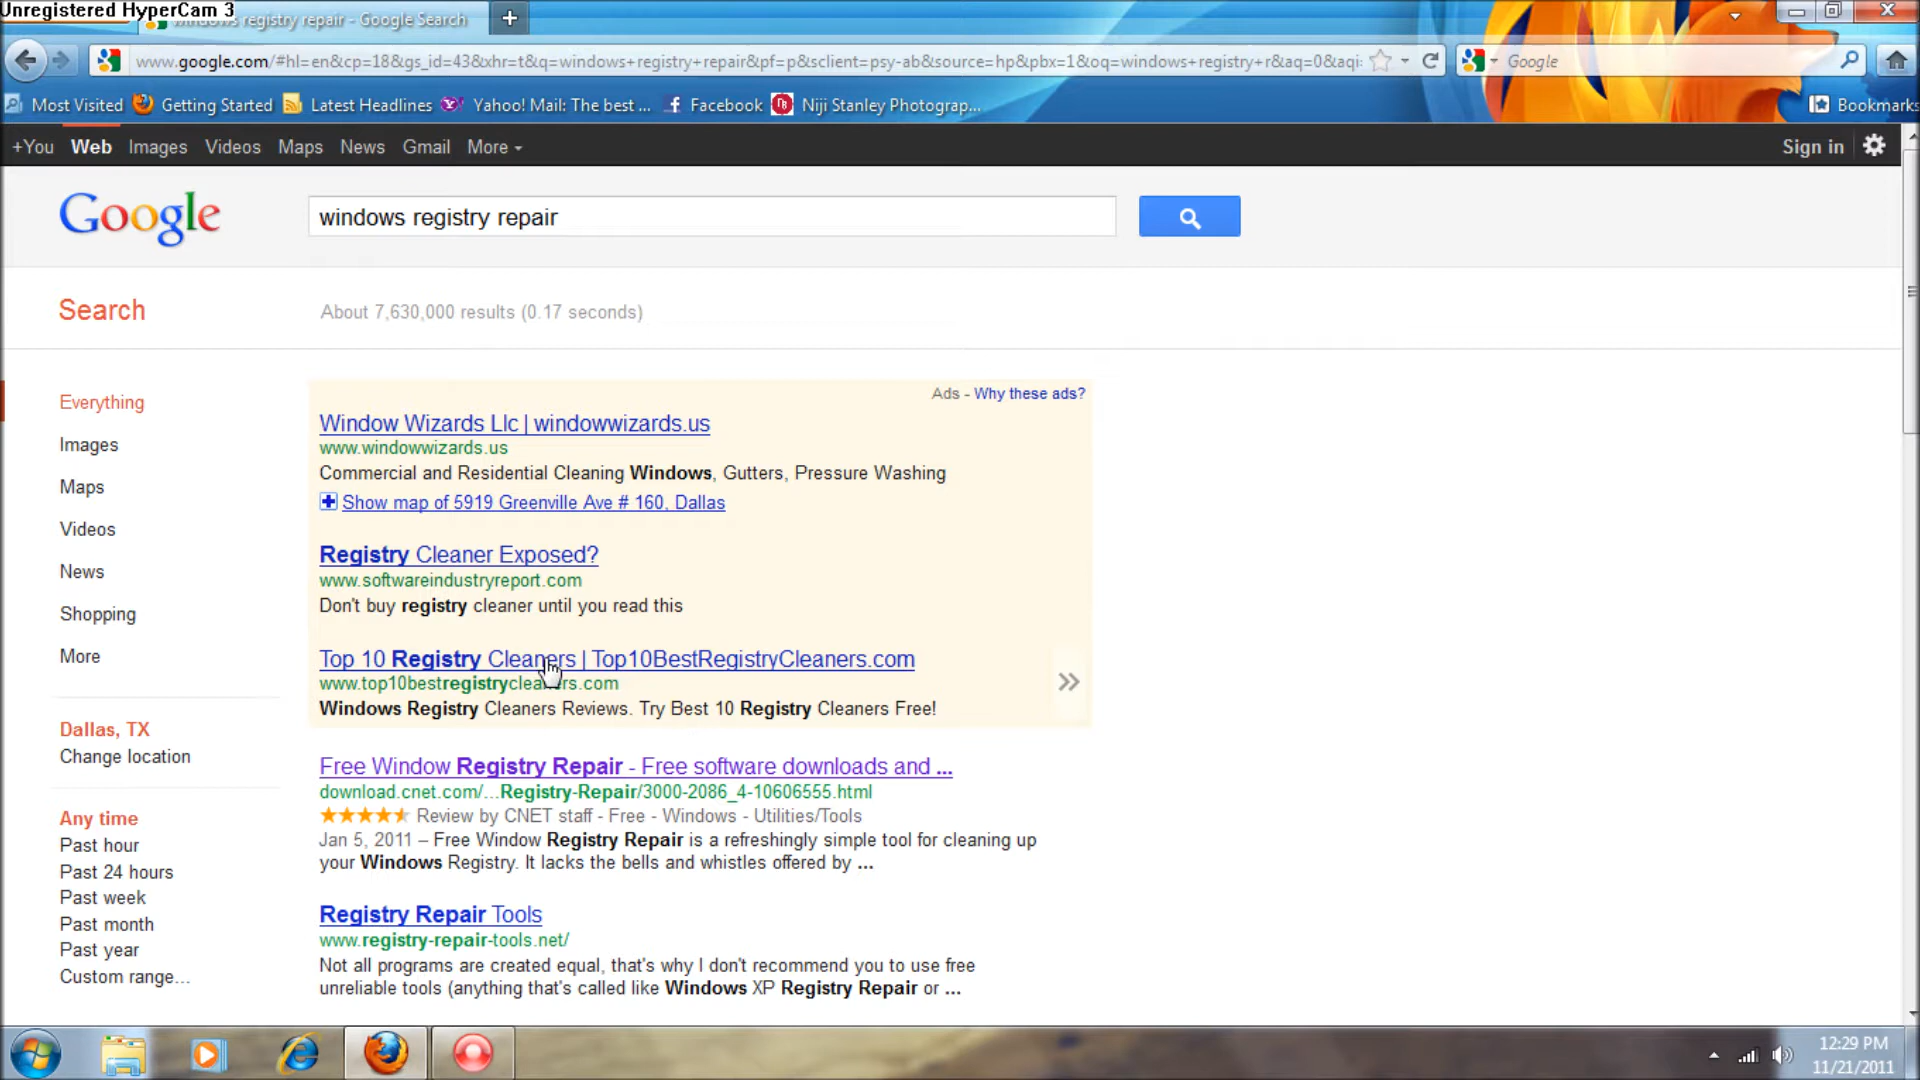 Unregistered HyperCam 3
windows registry repair - Google Search
www.google.com/#hl=en&cp=18&gs_id=43&xhr=t&q=windows+registry+repair&pf=p&sclient=psy-ab&source=hp&pbx=1&oq=windows+registry+r&aq=0&aqi
Google
Most Visited
Getting Started
Latest Headlines
Yahoo! Mail: The best ...
Facebook
Niji Stanley Photograp...
Bookmarks
+You Web Images Videos Maps News Gmail More
Sign in
Google
windows registry repair
Search
About 7,630,000 results (0.17 seconds)
Everything
Images
Maps
Videos
News
Shopping
More
Dallas, TX
Change location
Any time
Past hour
Past 24 hours
Past week
Past month
Past year
Custom range...
Ads - Why these ads?
Window Wizards Llc | windowwizards.us
www.windowwizards.us
Commercial and Residential Cleaning Windows, Gutters, Pressure Washing
Show map of 5919 Greenville Ave # 160, Dallas
Registry Cleaner Exposed?
www.softwareindustryreport.com
Don't buy registry cleaner until you read this
Top 10 Registry Cleaners | Top10BestRegistryCleaners.com
www.top10bestregistrycleaners.com
Windows Registry Cleaners Reviews. Try Best 10 Registry Cleaners Free!
Free Window Registry Repair - Free software downloads and ...
download.cnet.com/...Registry-Repair/3000-2086_4-10606555.html
Review by CNET staff - Free - Windows - Utilities/Tools
Jan 5, 2011 – Free Window Registry Repair is a refreshingly simple tool for cleaning up
your Windows Registry. It lacks the bells and whistles offered by ...
Registry Repair Tools
www.registry-repair-tools.net/
Not all programs are created equal, that's why I don't recommend you to use free
unreliable tools (anything that's called like Windows XP Registry Repair or ...
12:29 PM
11/21/2011